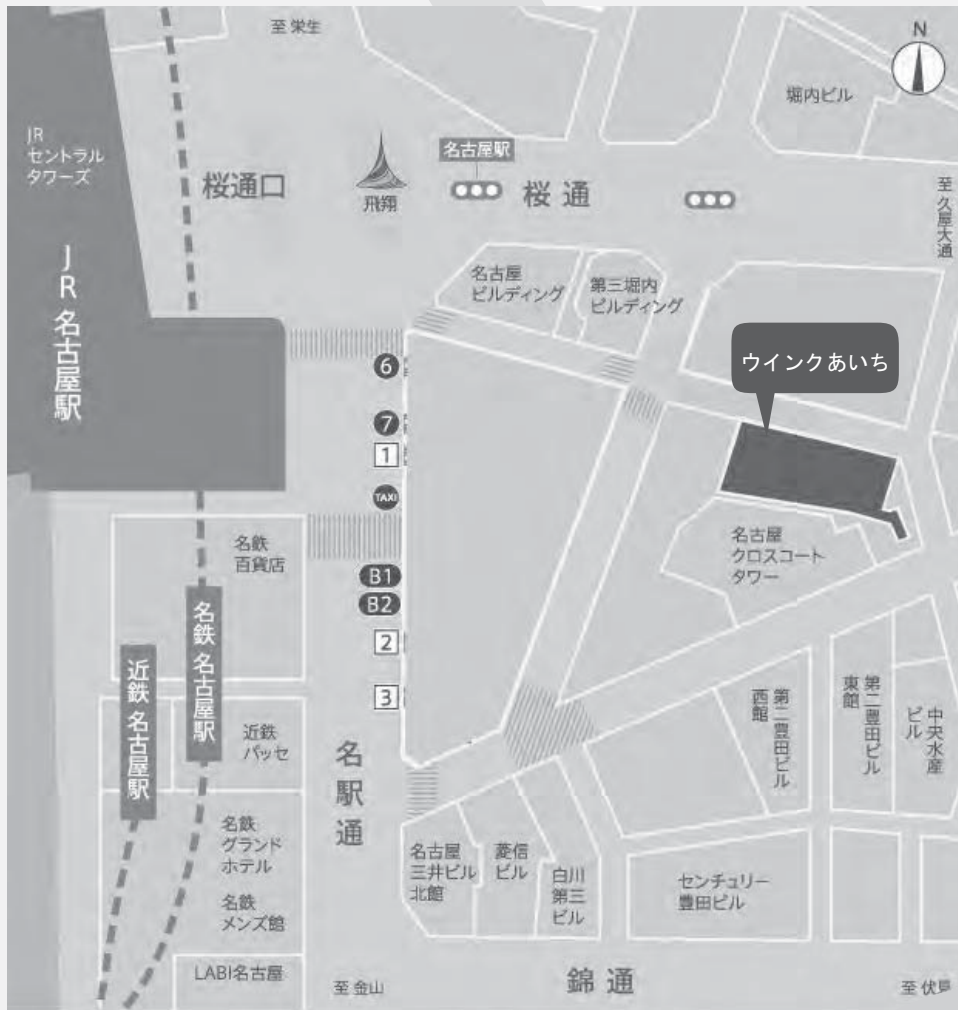 至 栄生
N
堀内ビル
JR
セントラル
タワーズ
名古屋駅
桜通口
飛翔
桜通
至 久屋大通
JR 名古屋駅
名古屋
ビルディング
第三堀内
ビルディング
ウインクあいち
6
7
1
TAXI
名鉄
百貨店
B1
B2
名古屋
クロスコート
タワー
名鉄 名古屋駅
2
近鉄 名古屋駅
3
近鉄
パッセ
名駅通
第二豊田ビル
西館
第二豊田ビル
東館
中央水産
ビル
名鉄
グランド
ホテル
名古屋
三井ビル
北館
菱信
ビル
白川
第三
ビル
センチュリー
豊田ビル
名鉄
メンズ館
LABI名古屋
至 金山
錦通
至 伏見